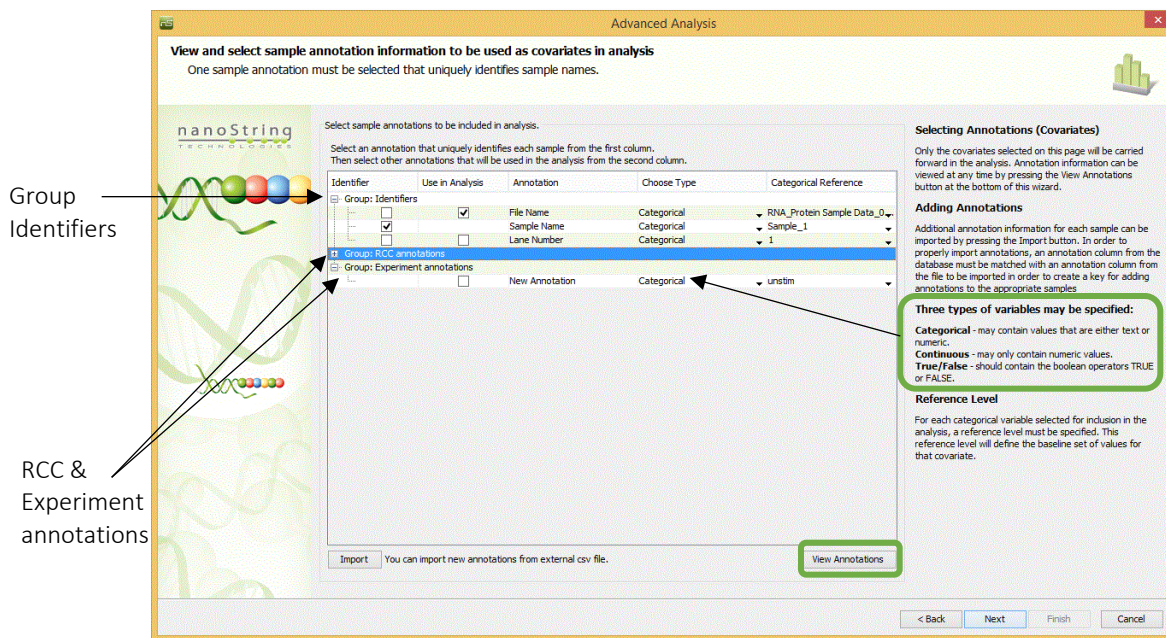 Advanced Analysis
View and select sample annotation information to be used as covariates in analysis
One sample annotation must be selected that uniquely identifies sample names.
nanoString
TECHNOLOGIES
Group
Identifiers
RCC &
Experiment
annotations
Select sample annotations to be included in analysis.
Select an annotation that uniquely identifies each sample from the first column.
Then select other annotations that will be used in the analysis from the second column.
Identifier Use in Analysis Annotation Choose Type Categorical Reference
Group: Identifiers
File Name Categorical RNA_Protein Sample Data_0...
Sample Name Categorical Sample_1
Lane Number Categorical 1
Group: RCC annotations
Group: Experiment annotations
New Annotation Categorical unstim
Import You can import new annotations from external csv file. View Annotations
Selecting Annotations (Covariates)
Only the covariates selected on this page will be carried
forward in the analysis. Annotation information can be
viewed at any time by pressing the View Annotations
button at the bottom of this wizard.
Adding Annotations
Additional annotation information for each sample can be
imported by pressing the Import button. In order to
properly import annotations, an annotation column from the
database must be matched with an annotation column from
the file to be imported in order to create a key for adding
annotations to the appropriate samples
Three types of variables may be specified:
Categorical - may contain values that are either text or
numeric.
Continuous - may only contain numeric values.
True/False - should contain the boolean operators TRUE
or FALSE.
Reference Level
For each categorical variable selected for inclusion in the
analysis, a reference level must be specified. This
reference level will define the baseline set of values for
that covariate.
< Back Next Finish Cancel